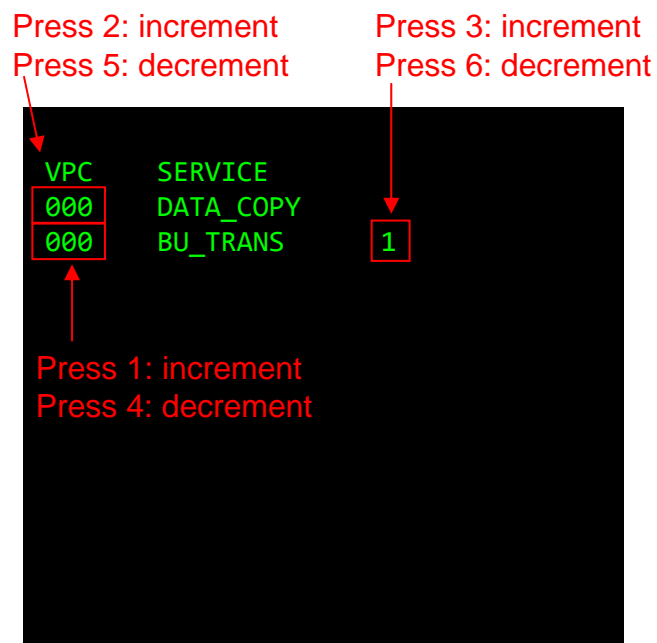 Press 2: increment
Press 5: decrement
Press 3: increment
Press 6: decrement
VPC SERVICE
000 DATA_COPY
000 BU_TRANS 1
Press 1: increment
Press 4: decrement